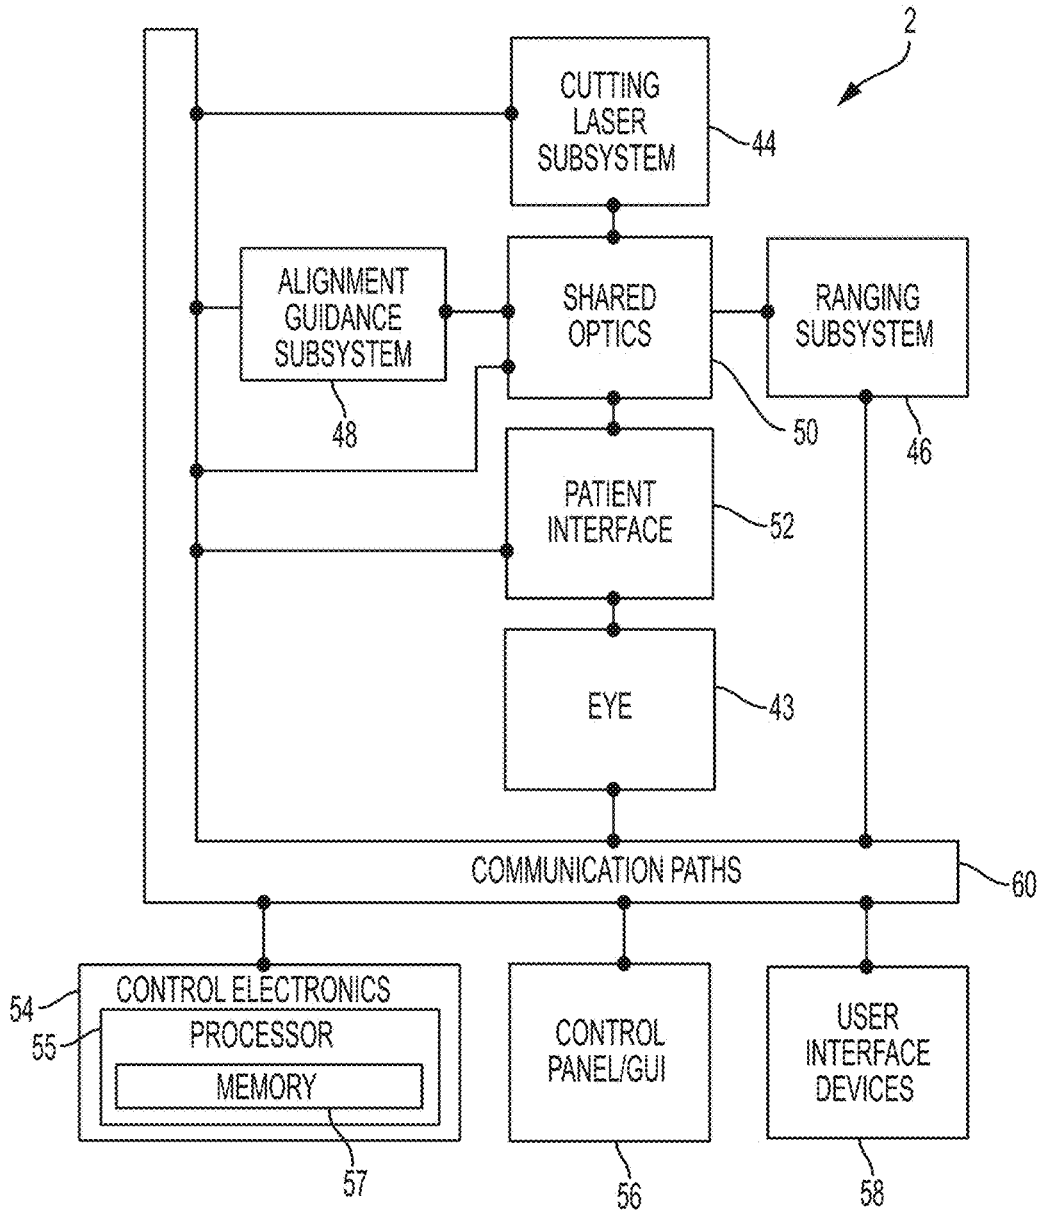 2
CUTTING
LASER
SUBSYSTEM
44
ALIGNMENT
GUIDANCE
SUBSYSTEM
48
SHARED
OPTICS
50
RANGING
SUBSYSTEM
46
PATIENT
INTERFACE
52
EYE
43
COMMUNICATION PATHS
60
CONTROL ELECTRONICS
54
PROCESSOR
55
MEMORY
57
CONTROL
PANEL/GUI
56
USER
INTERFACE
DEVICES
58